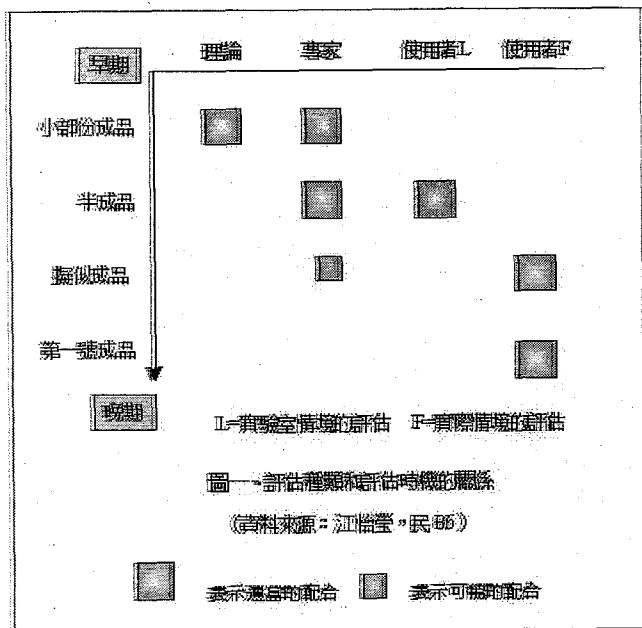 早期 理論 專家 使用者L 使用者F
小部份成品
半成品
擬似成品
第一號成品
晚期 L=實驗室情境的評估 F=實際情境的評估
圖一、評估種類和評估時機的關係
(資料來源:江怡瑩,民85)
表示適當的配合 表示可能的配合